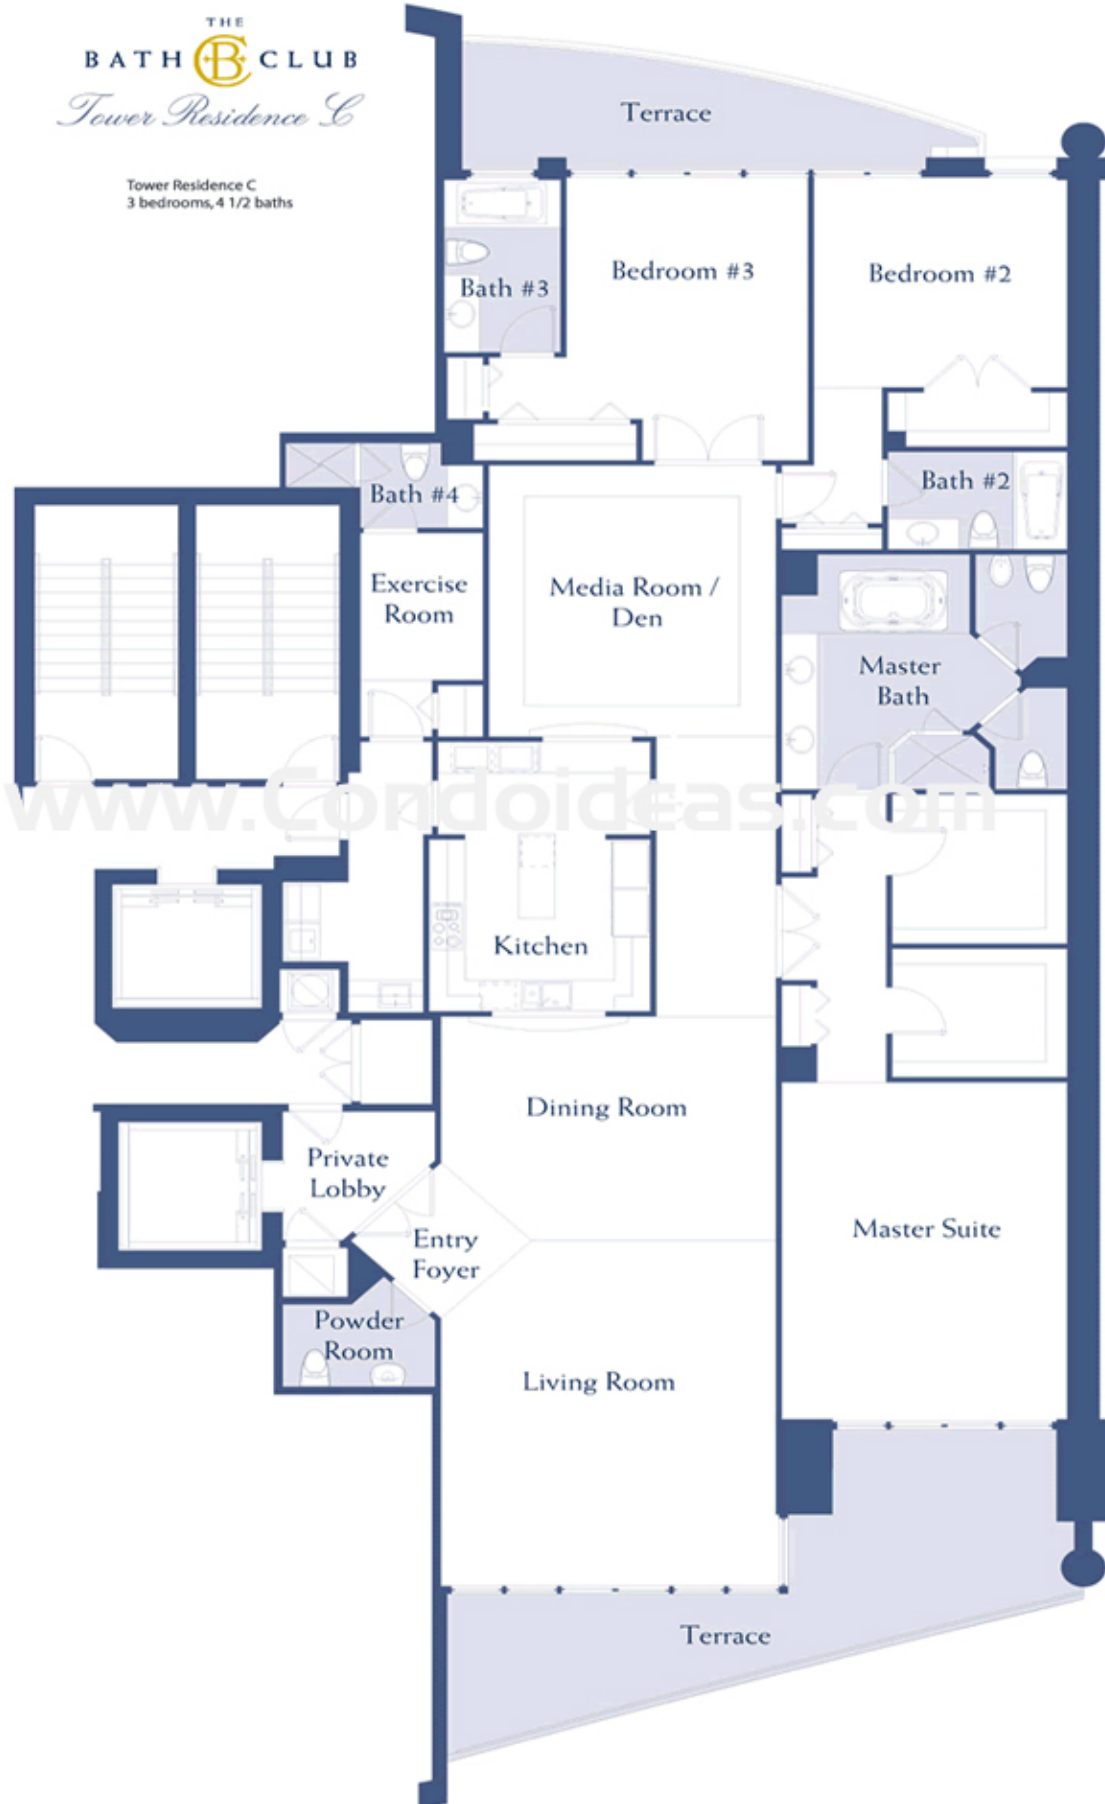 THE
BATH CB CLUB
Tower Residence C
Tower Residence C
3 bedrooms, 4 1/2 baths
Terrace
Bedroom #3
Bedroom #2
Bath #3
Bath #2
Bath #4
Exercise
Room
Media Room /
Den
Master
Bath
www.Condoideas.com
Kitchen
Dining Room
Private
Lobby
Entry
Foyer
Master Suite
Powder
Room
Living Room
Terrace